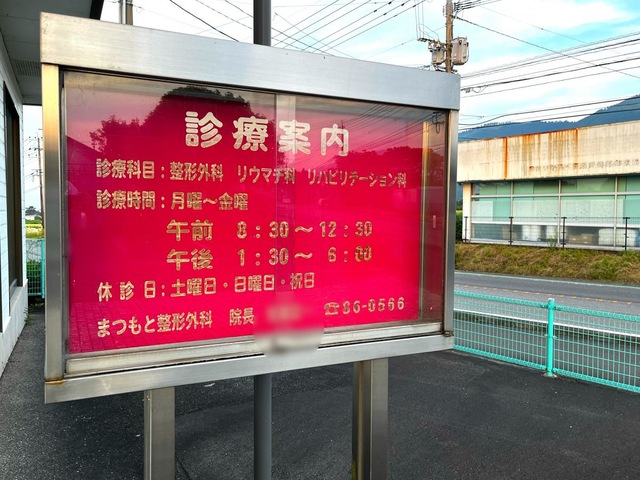 診療案内
診療科目：整形外科 リウマチ科 リハビリテーション科
診療時間：月曜～金曜
午前 8：30～12：30
午後 1：30～6：00
休診日：土曜日・日曜日・祝日
まつもと整形外科 院長
☎86-0566